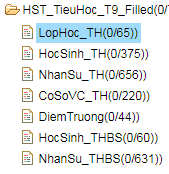 HST_TieuHoc_T9_Filled(0/
LopHoc_TH(0/65))
HocSinh_TH(0/375))
NhanSu_TH(0/656))
CoSoVC_TH(0/220))
DiemTruong(0/44))
HocSinh_THBS(0/60))
NhanSu_THBS(0/631))